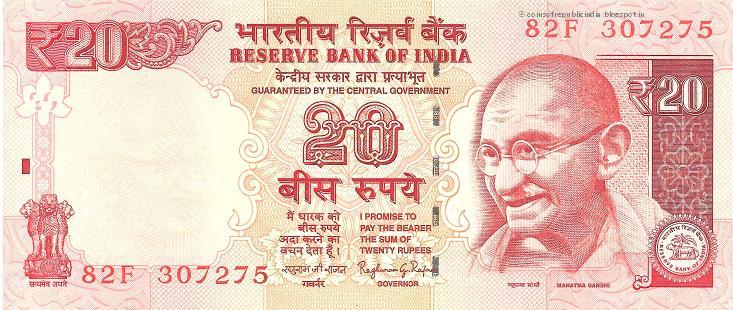 © coinsofrepublicindia.blogspot.in
₹20
भारतीय रिज़र्व बैंक
RESERVE BANK OF INDIA
82F 307275
केन्द्रीय सरकार द्वारा प्रत्याभूत
GUARANTEED BY THE CENTRAL GOVERNMENT
₹20
20
बीस रुपये
मैं धारक को
बीस रुपये
अदा करने का
वचन देता हूँ ।
I PROMISE TO
PAY THE BEARER
THE SUM OF
TWENTY RUPEES
रघुराम जी राजन
Raghuram G. Rajan
गवर्नर
GOVERNOR
82F 307275
सत्यमेव जयते
महात्मा गांधी
MAHATMA GANDHI
भारतीय रिज़र्व बैंक
RESERVE BANK OF INDIA